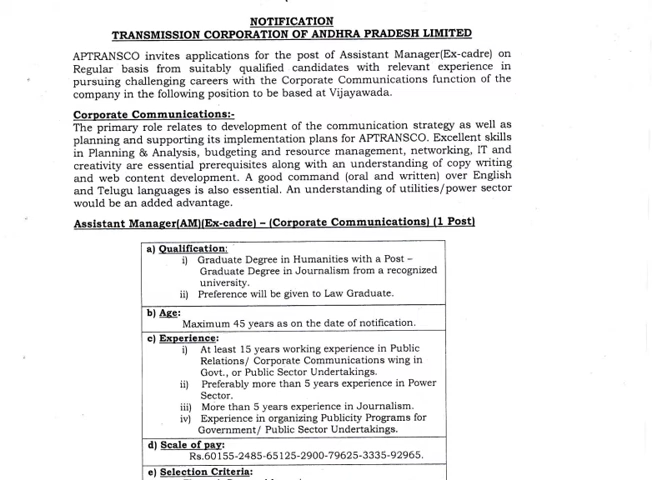 NOTIFICATION
TRANSMISSION CORPORATION OF ANDHRA PRADESH LIMITED
APTRANSCO invites applications for the post of Assistant Manager(Ex-cadre) on
Regular basis from suitably qualified candidates with relevant experience in
pursuing challenging careers with the Corporate Communications function of the
company in the following position to be based at Vijayawada.
Corporate Communications:-
The primary role relates to development of the communication strategy as well as
planning and supporting its implementation plans for APTRANSCO. Excellent skills
in Planning & Analysis, budgeting and resource management, networking, IT and
creativity are essential prerequisites along with an understanding of copy writing
and web content development. A good command (oral and written) over English
and Telugu languages is also essential. An understanding of utilities/power sector
would be an added advantage.
Assistant Manager(AM)(Ex-cadre) – (Corporate Communications) (1 Post)
a) Qualification:
i) Graduate Degree in Humanities with a Post –
Graduate Degree in Journalism from a recognized
university.
ii) Preference will be given to Law Graduate.
b) Age:
Maximum 45 years as on the date of notification.
c) Experience:
i) At least 15 years working experience in Public
Relations/ Corporate Communications wing in
Govt., or Public Sector Undertakings.
ii) Preferably more than 5 years experience in Power
Sector.
iii) More than 5 years experience in Journalism.
iv) Experience in organizing Publicity Programs for
Government/ Public Sector Undertakings.
d) Scale of pay:
Rs.60155-2485-65125-2900-79625-3335-92965.
e) Selection Criteria: